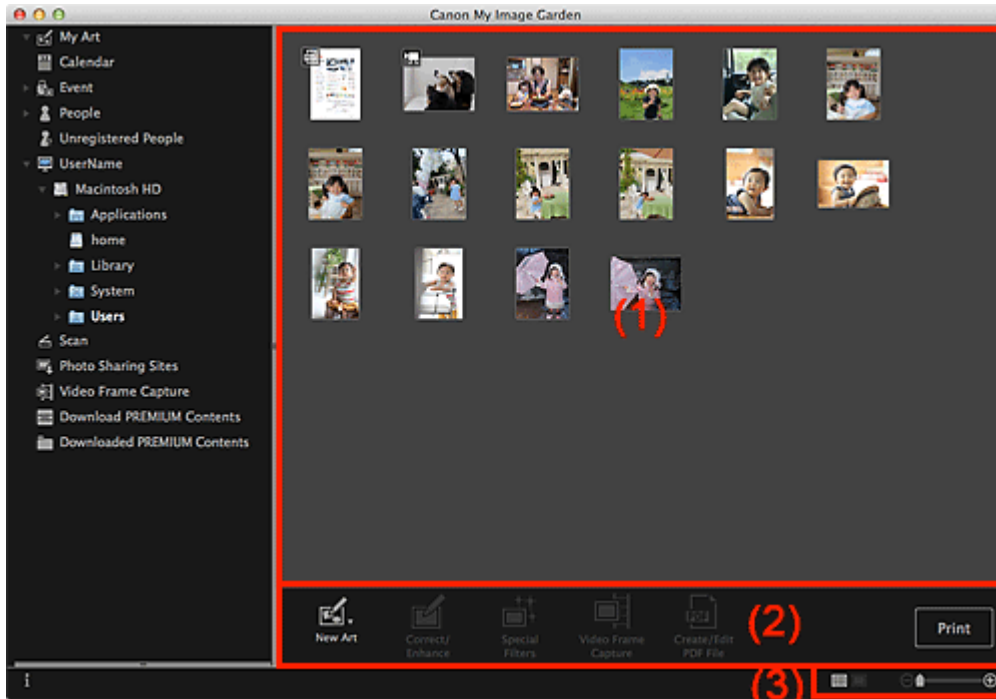 Canon My Image Garden
My Art
Calendar
Event
People
Unregistered People
UserName
Macintosh HD
Applications
home
Library
System
Users
Scan
Photo Sharing Sites
Video Frame Capture
Download PREMIUM Contents
Downloaded PREMIUM Contents
(1)
New Art
Correct/
Enhance
Special
Filters
Video Frame
Capture
PDF
Create/Edit
PDF File
(2)
Print
(3)